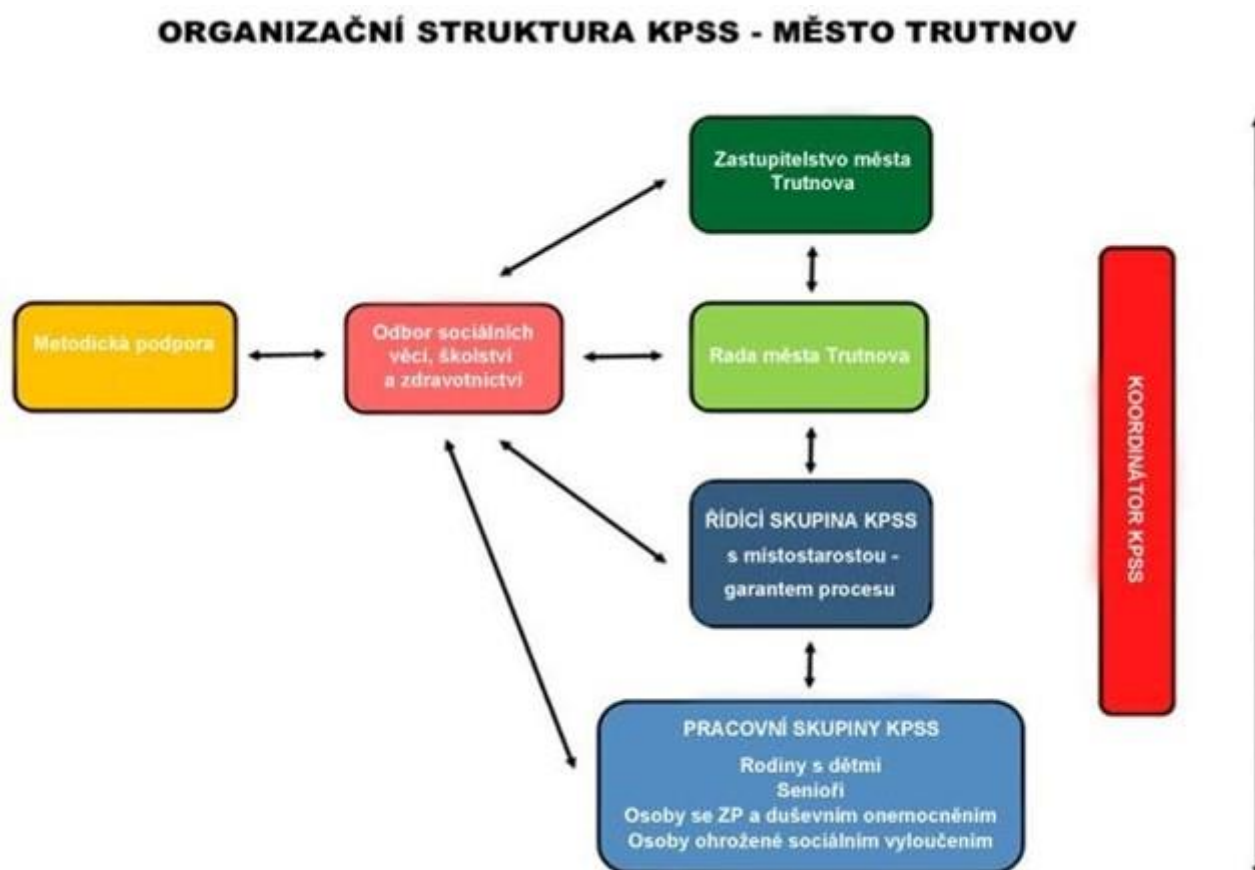 ORGANIZAČNÍ STRUKTURA KPSS - MĚSTO TRUTNOV
Zastupitelstvo města
Trutnova
Metodická podpora
Odbor sociálních
věcí, školství
a zdravotnictví
Rada města Trutnova
ŘÍDÍCÍ SKUPINA KPSS
s místostarostou -
garantem procesu
PRACOVNÍ SKUPINY KPSS
Rodiny s dětmi
Senioři
Osoby se ZP a duševním onemocněním
Osoby ohrožené sociálním vyloučením
KOORDINÁTOR KPSS